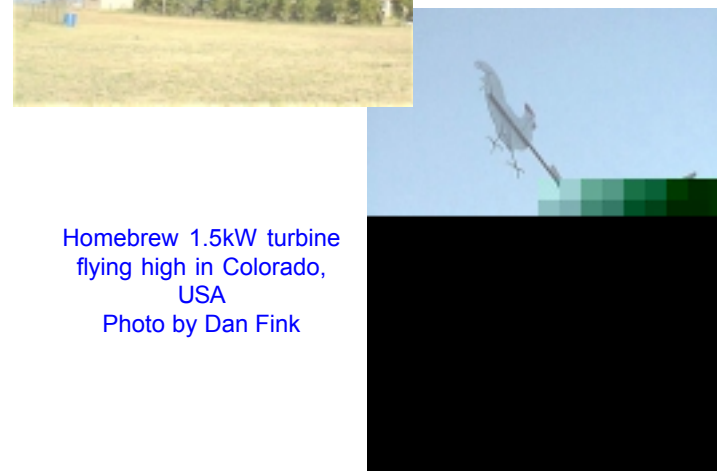 Homebrew 1.5kW turbine
flying high in Colorado,
USA
Photo by Dan Fink